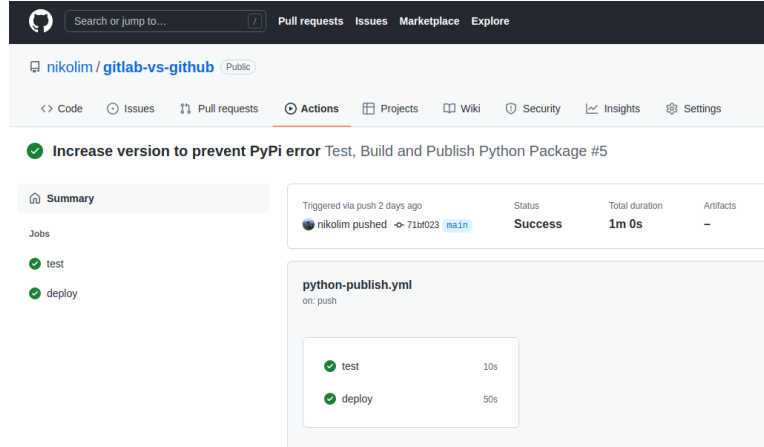 Search or jump to… /
Pull requests Issues Marketplace Explore
nikolim / gitlab-vs-github Public
Code Issues Pull requests Actions Projects Wiki Security Insights Settings
Increase version to prevent PyPi error Test, Build and Publish Python Package #5
Summary
Jobs
test
deploy
Triggered via push 2 days ago Status Total duration Artifacts
nikolim pushed 71bf023 main Success 1m 0s –
python-publish.yml
on: push
test 10s
deploy 50s